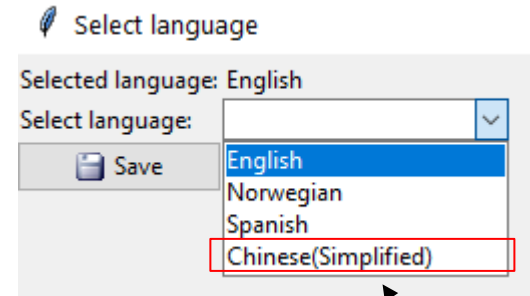 Select language
Selected language: English
Select language:
Save
English
Norwegian
Spanish
Chinese(Simplified)